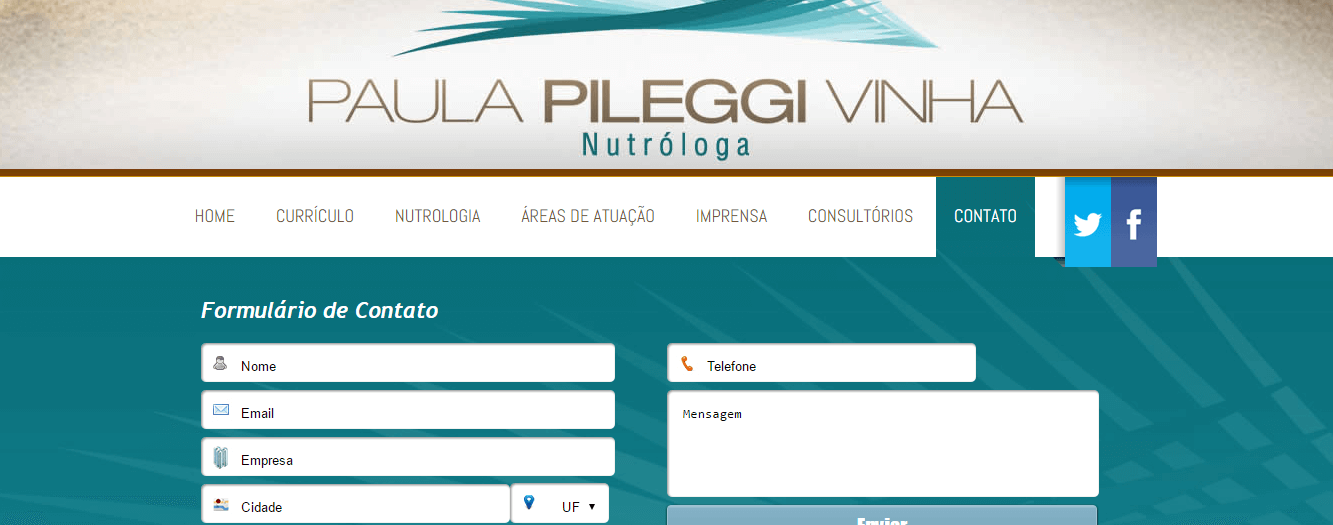 PAULA PILEGGI VINHA
Nutróloga
HOME CURRÍCULO NUTROLOGIA ÁREAS DE ATUAÇÃO IMPRENSA CONSULTÓRIOS CONTATO
Formulário de Contato
Nome
Email
Empresa
Cidade UF
Telefone
Mensagem
Enviar